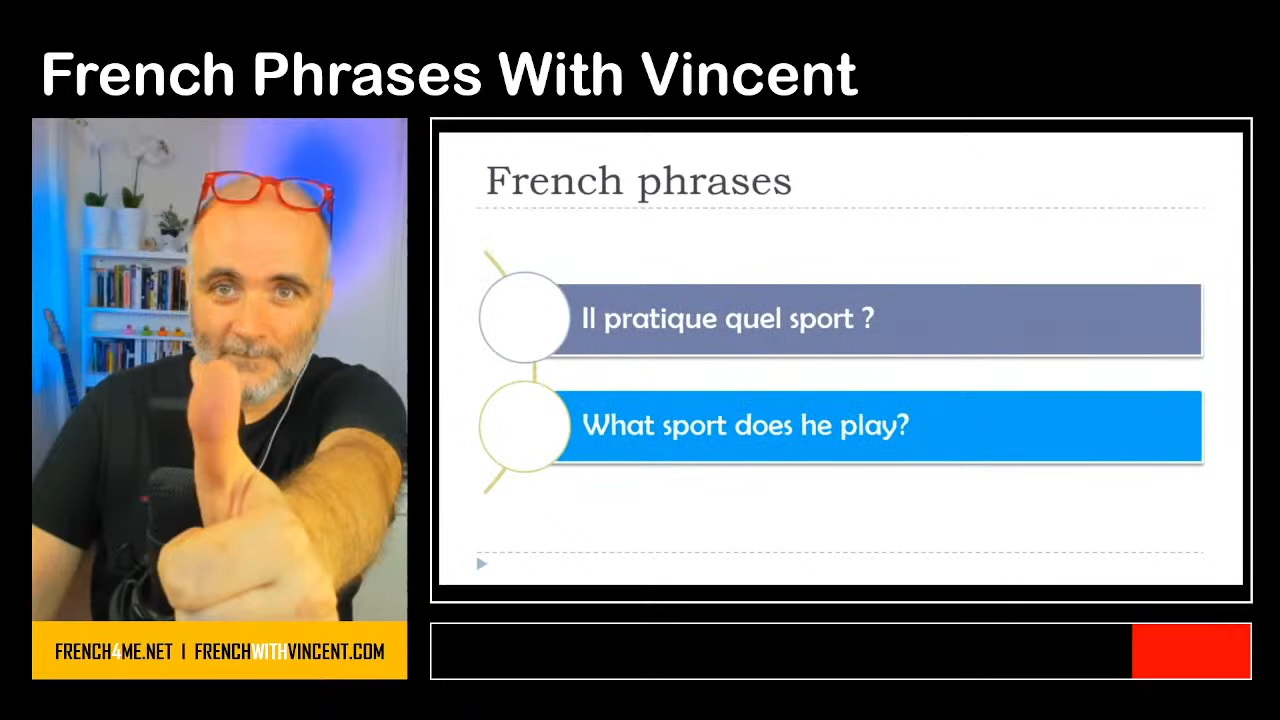 French Phrases With Vincent
French phrases
Il pratique quel sport ?
What sport does he play?
FRENCH4ME.NET I FRENCHWITHVINCENT.COM